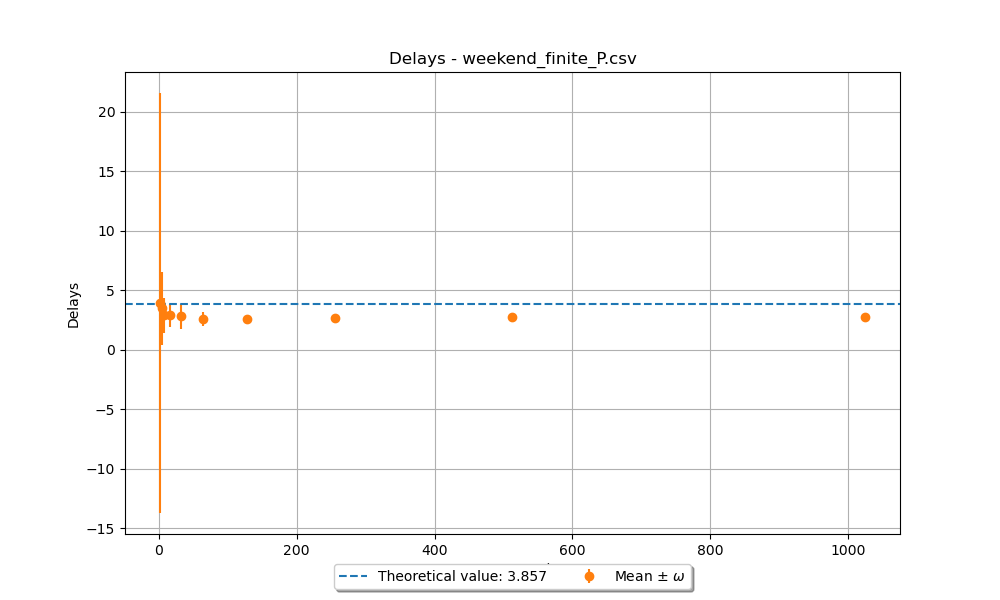 Delays - weekend_finite_P.csv
20
15
10
5
0
−5
−10
−15
Delays
0 200 400 600 800 1000
Theoretical value: 3.857 Mean ± ω